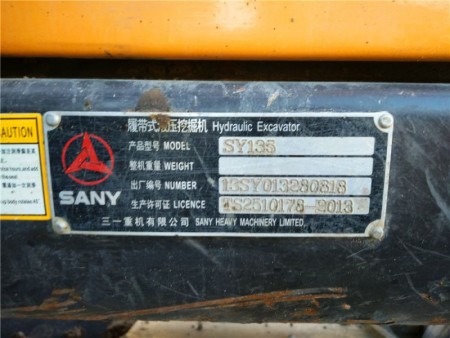 履带式液压挖掘机 Hydraulic Excavator
产品型号 MODEL SY135
整机重量 WEIGHT
出厂编号 NUMBER 13SY013280818
生产许可证 LICENCE TS2510178-2013
三一重机有限公司 SANY HEAVY MACHINERY LIMITED.
SANY
CAUTION